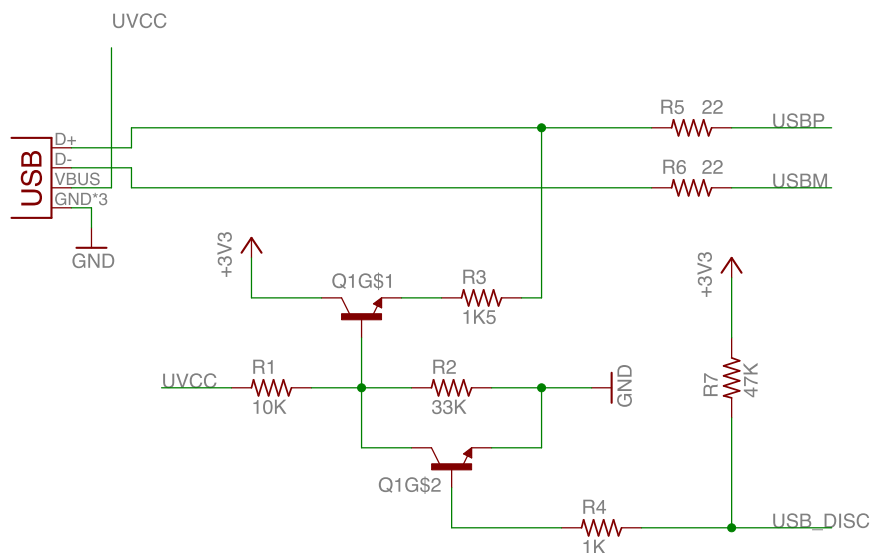 UVCC
R5 22
USBP
D+
D-
VBUS
GND*3
USB
R6 22
USBM
GND
+3V3
Q1G$1
R3
1K5
+3V3
UVCC
R1
10K
R2
33K
GND
R7
47K
Q1G$2
R4
1K
USB_DISC